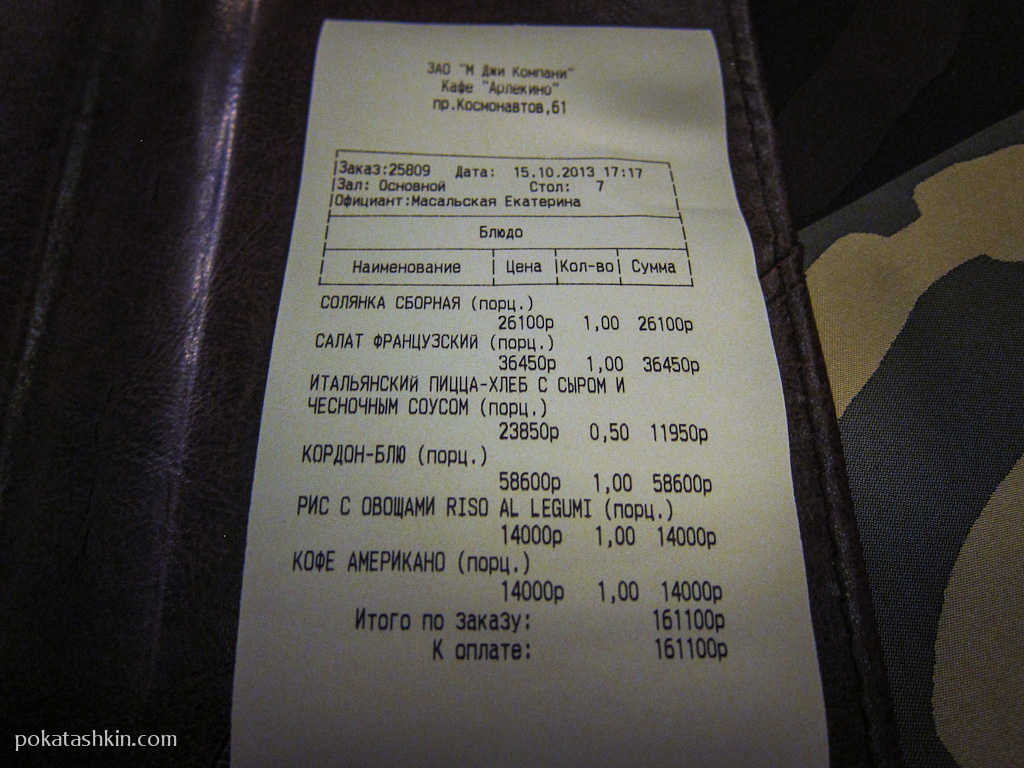 ЗАО "М Джи Компани"
Кафе "Арлекино"
пр.Космонавтов,61
Заказ:25809 Дата: 15.10.2013 17:17
Зал: Основной Стол: 7
Официант:Масальская Екатерина
Блюдо
Наименование Цена Кол-во Сумма
СОЛЯНКА СБОРНАЯ (порц.)
26100р 1,00 26100р
САЛАТ ФРАНЦУЗСКИЙ (порц.)
36450р 1,00 36450р
ИТАЛЬЯНСКИЙ ПИЦЦА-ХЛЕБ С СЫРОМ И
ЧЕСНОЧНЫМ СОУСОМ (порц.)
23850р 0,50 11950р
КОРДОН-БЛЮ (порц.)
58600р 1,00 58600р
РИС С ОВОЩАМИ RISO AL LEGUMI (порц.)
14000р 1,00 14000р
КОФЕ АМЕРИКАНО (порц.)
14000р 1,00 14000р
Итого по заказу: 161100р
К оплате: 161100р
pokatashkin.com